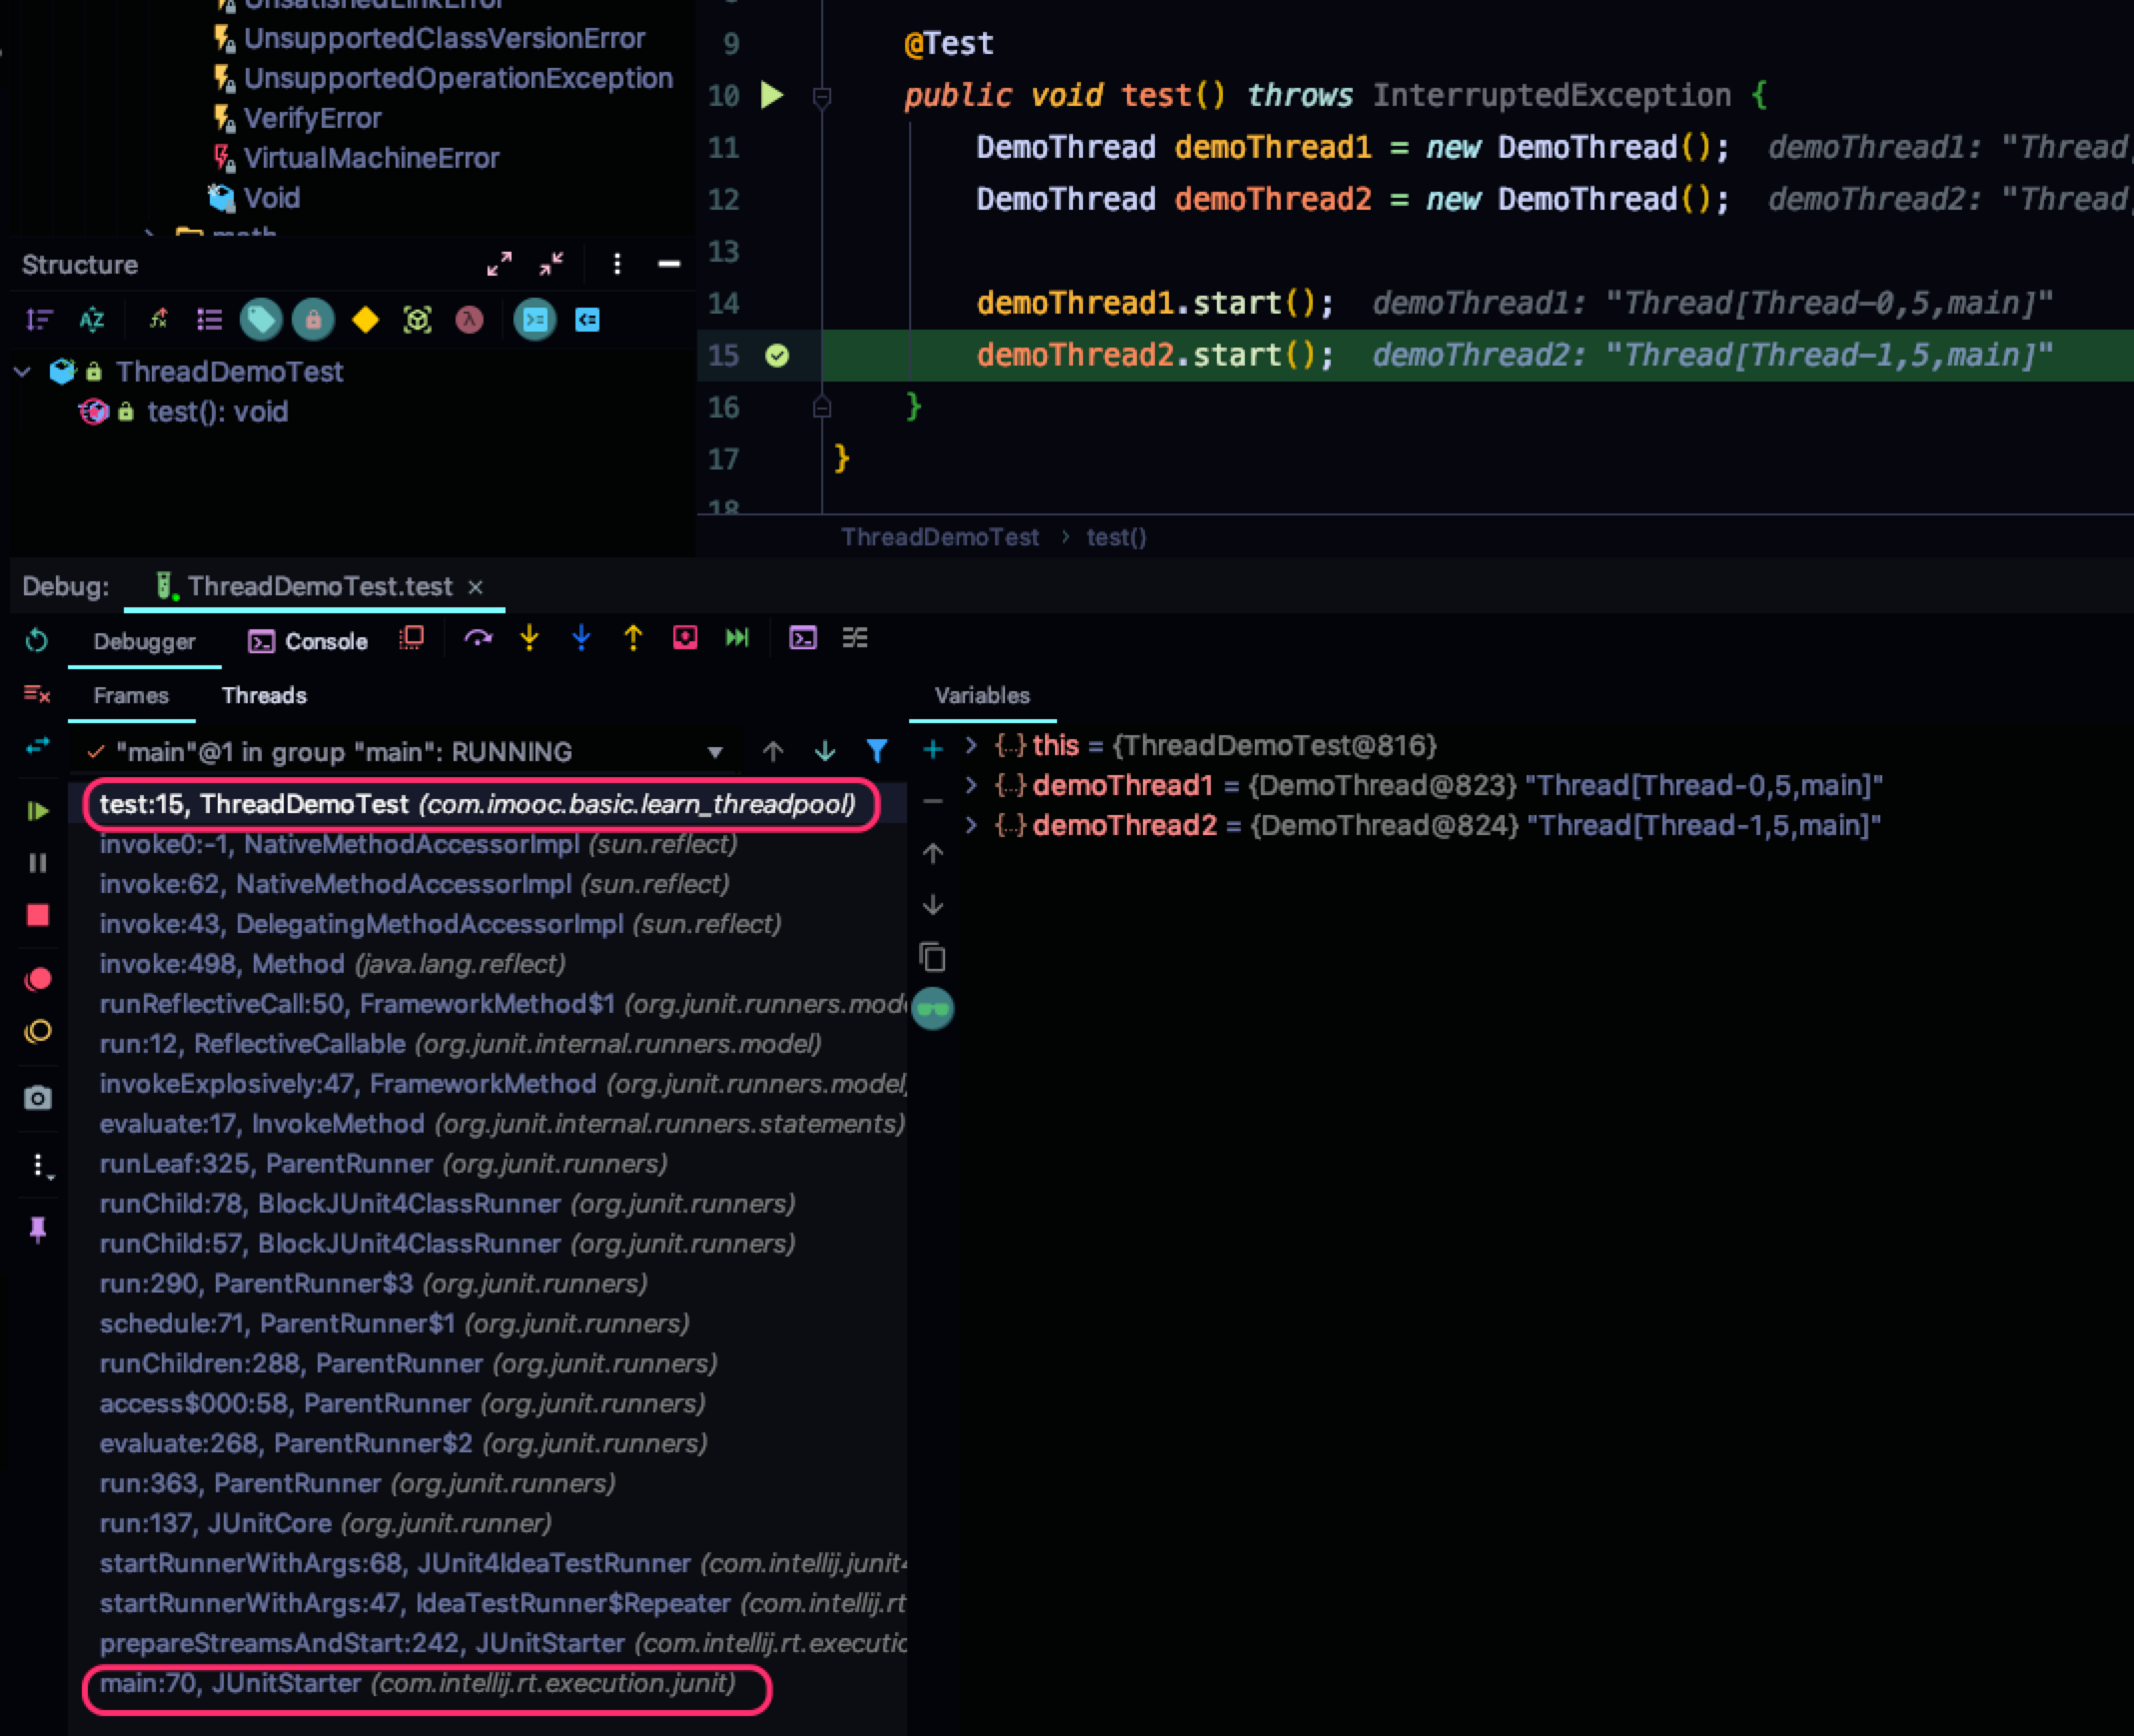 UnsatisfiedLinkError
UnsupportedClassVersionError
UnsupportedOperationException
VerifyError
VirtualMachineError
Void
math
Structure
ThreadDemoTest
test(): void
9 @Test
10 public void test() throws InterruptedException {
11 DemoThread demoThread1 = new DemoThread(); demoThread1: "Thread
12 DemoThread demoThread2 = new DemoThread(); demoThread2: "Thread
13
14 demoThread1.start(); demoThread1: "Thread[Thread-0,5,main]"
15 demoThread2.start(); demoThread2: "Thread[Thread-1,5,main]"
16 }
17 }
18
ThreadDemoTest › test()
Debug: ThreadDemoTest.test ×
Debugger Console
Frames Threads
"main"@1 in group "main": RUNNING
test:15, ThreadDemoTest (com.imooc.basic.learn_threadpool)
invoke0:-1, NativeMethodAccessorImpl (sun.reflect)
invoke:62, NativeMethodAccessorImpl (sun.reflect)
invoke:43, DelegatingMethodAccessorImpl (sun.reflect)
invoke:498, Method (java.lang.reflect)
runReflectiveCall:50, FrameworkMethod$1 (org.junit.runners.mod
run:12, ReflectiveCallable (org.junit.internal.runners.model)
invokeExplosively:47, FrameworkMethod (org.junit.runners.model)
evaluate:17, InvokeMethod (org.junit.internal.runners.statements)
runLeaf:325, ParentRunner (org.junit.runners)
runChild:78, BlockJUnit4ClassRunner (org.junit.runners)
runChild:57, BlockJUnit4ClassRunner (org.junit.runners)
run:290, ParentRunner$3 (org.junit.runners)
schedule:71, ParentRunner$1 (org.junit.runners)
runChildren:288, ParentRunner (org.junit.runners)
access$000:58, ParentRunner (org.junit.runners)
evaluate:268, ParentRunner$2 (org.junit.runners)
run:363, ParentRunner (org.junit.runners)
run:137, JUnitCore (org.junit.runner)
startRunnerWithArgs:68, JUnit4IdeaTestRunner (com.intellij.junit4
startRunnerWithArgs:47, IdeaTestRunner$Repeater (com.intellij.rt
prepareStreamsAndStart:242, JUnitStarter (com.intellij.rt.executio
main:70, JUnitStarter (com.intellij.rt.execution.junit)
Variables
this = {ThreadDemoTest@816}
demoThread1 = {DemoThread@823} "Thread[Thread-0,5,main]"
demoThread2 = {DemoThread@824} "Thread[Thread-1,5,main]"